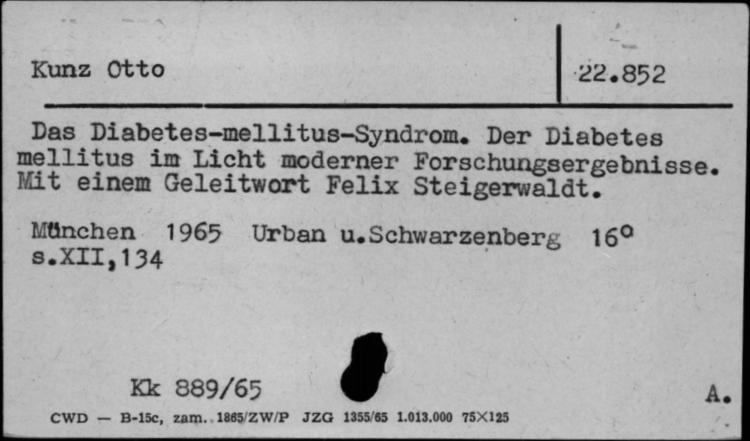 Kunz Otto
22.852
Das Diabetes-mellitus-Syndrom. Der Diabetes
mellitus im Licht moderner Forschungsergebnisse.
Mit einem Geleitwort Felix Steigerwaldt.
München 1965 Urban u.Schwarzenberg 16°
s.XII,134
Kk 889/65
A.
CWD — B-15c, zam. 1865/ZW/P JZG 1355/65 1.013.000 75X125